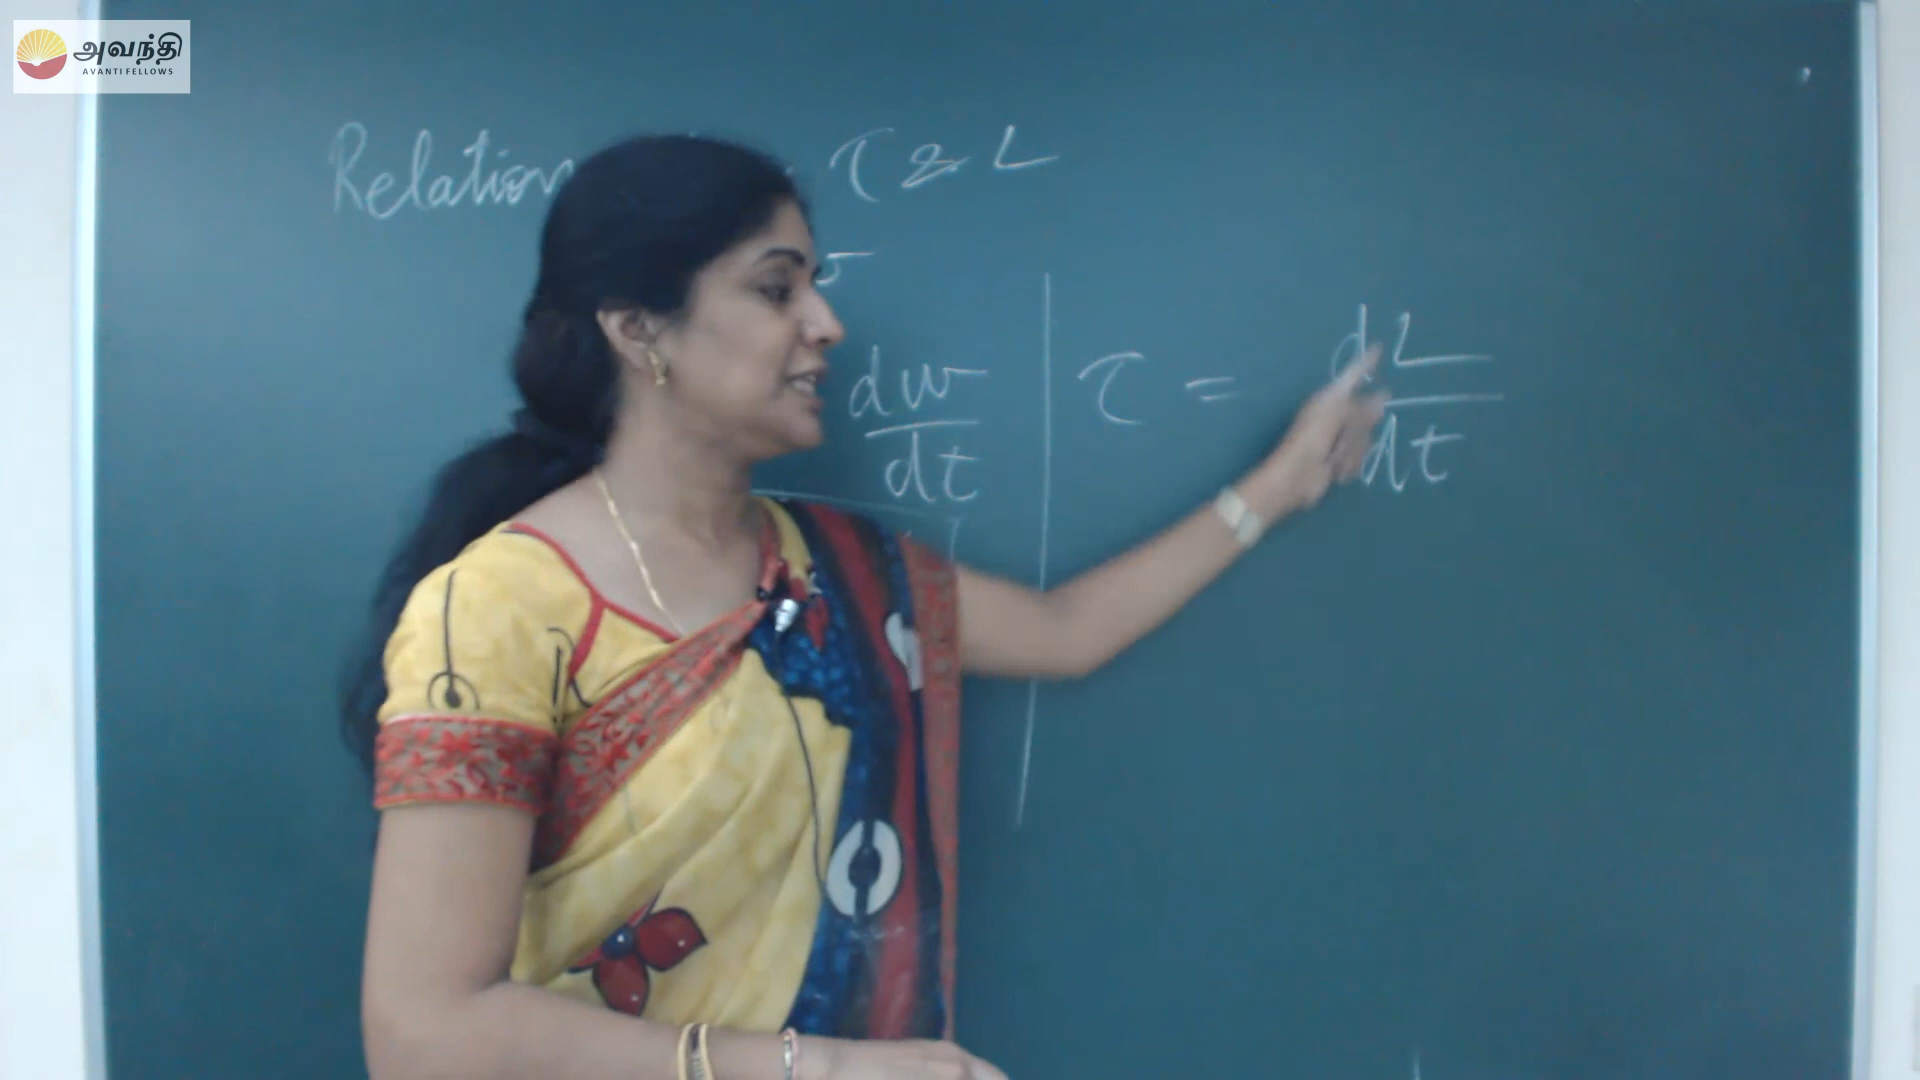 அவந்தி
AVANTI FELLOWS
Relation τ & L
dw/dt
τ = dL/dt